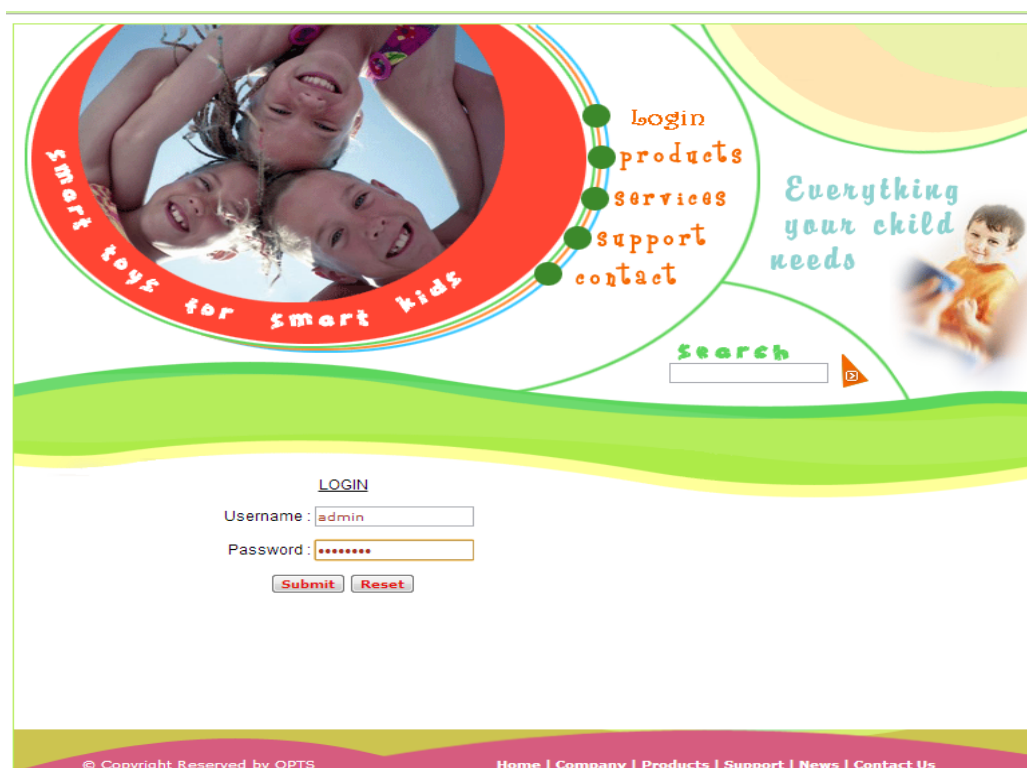 smart toys for smart kids
Login
products
services
support
contact
Everything
your child
needs
Search
LOGIN
Username : admin
Password : ••••••••
Submit Reset
© Copyright Reserved by OPTS
Home | Company | Products | Support | News | Contact Us